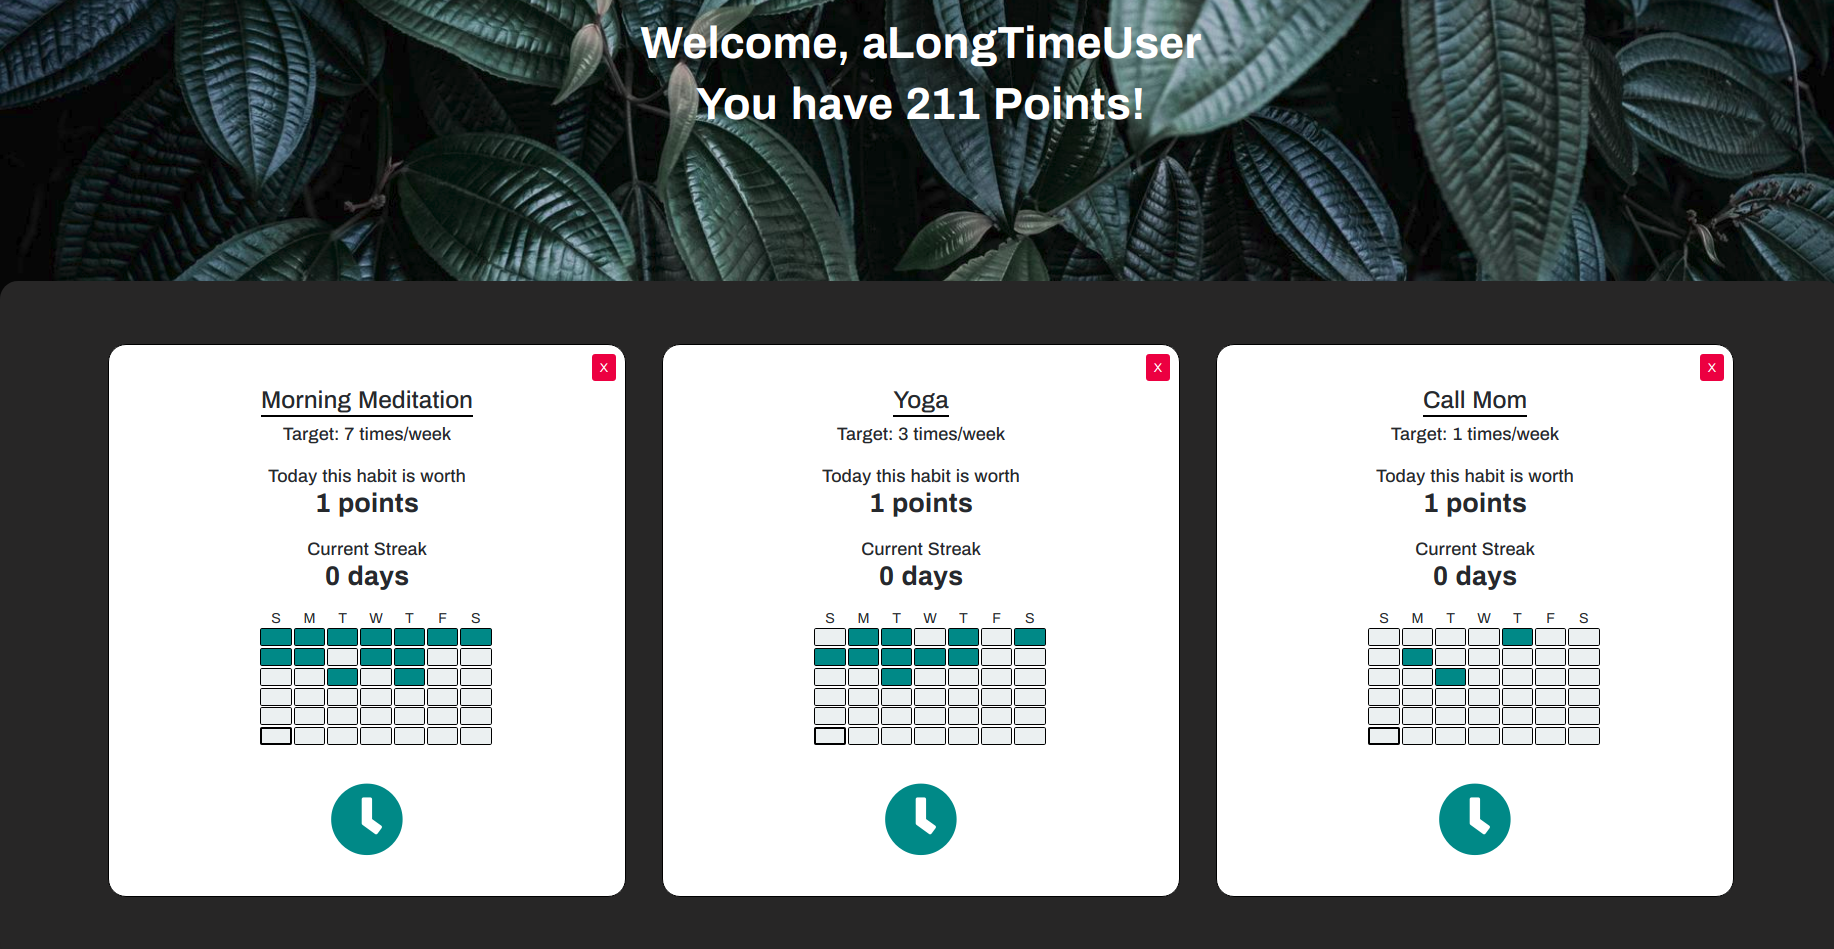 Welcome, aLongTimeUser
You have 211 Points!
X
Morning Meditation
Target: 7 times/week
Today this habit is worth
1 points
Current Streak
0 days
S M T W T F S
X
Yoga
Target: 3 times/week
Today this habit is worth
1 points
Current Streak
0 days
S M T W T F S
X
Call Mom
Target: 1 times/week
Today this habit is worth
1 points
Current Streak
0 days
S M T W T F S